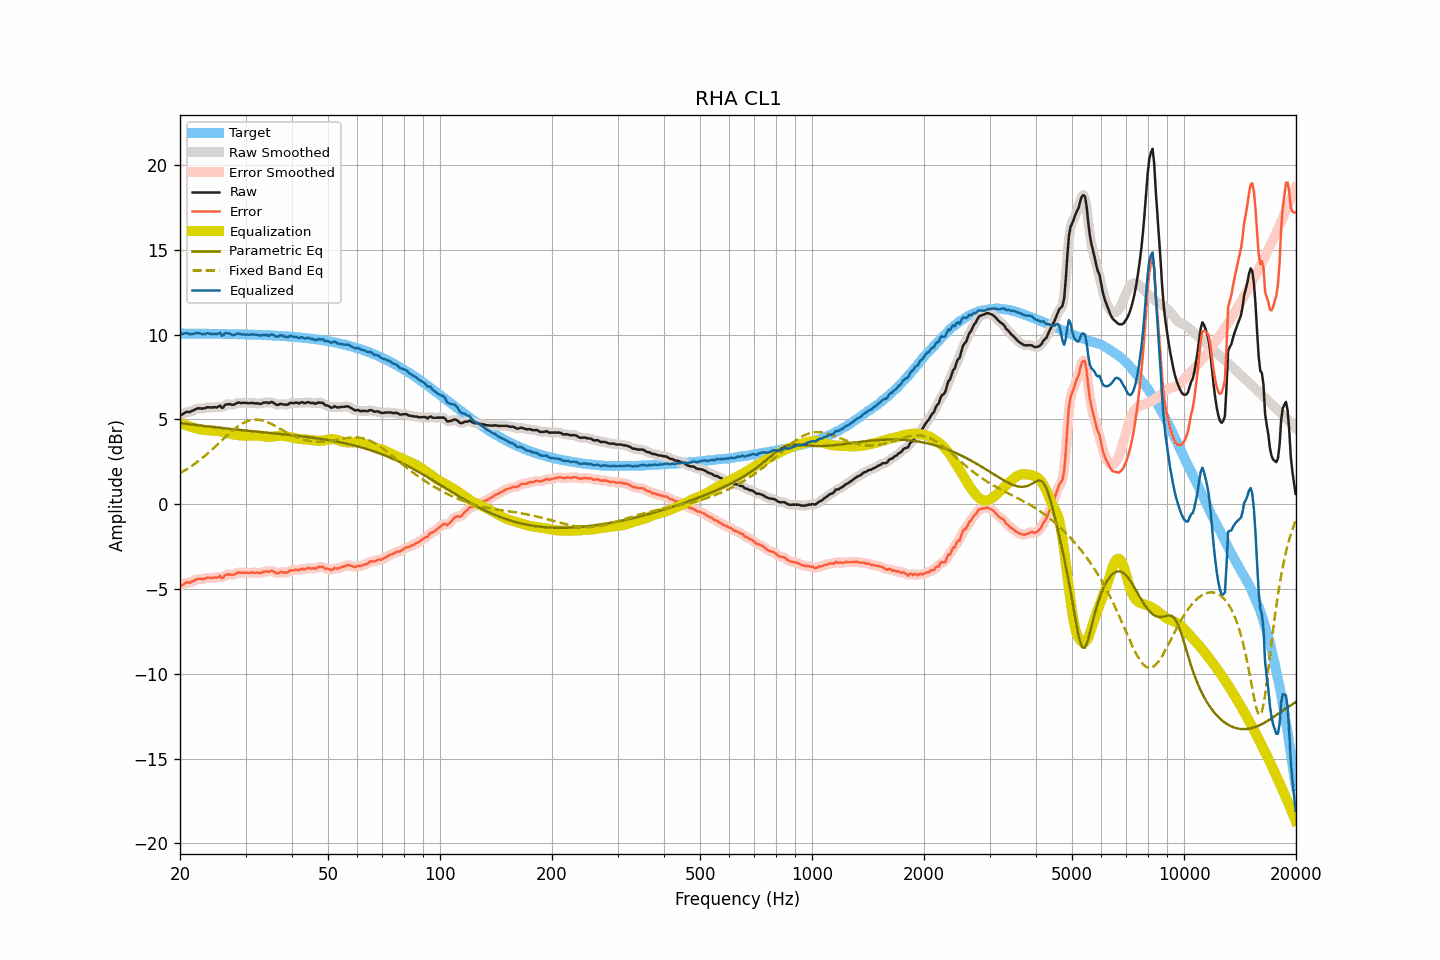 RHA CL1
Target
Raw Smoothed
Error Smoothed
Raw
Error
Equalization
Parametric Eq
Fixed Band Eq
Equalized
20
15
10
5
0
−5
−10
−15
−20
Amplitude (dBr)
20 50 100 200 500 1000 2000 5000 10000 20000
Frequency (Hz)